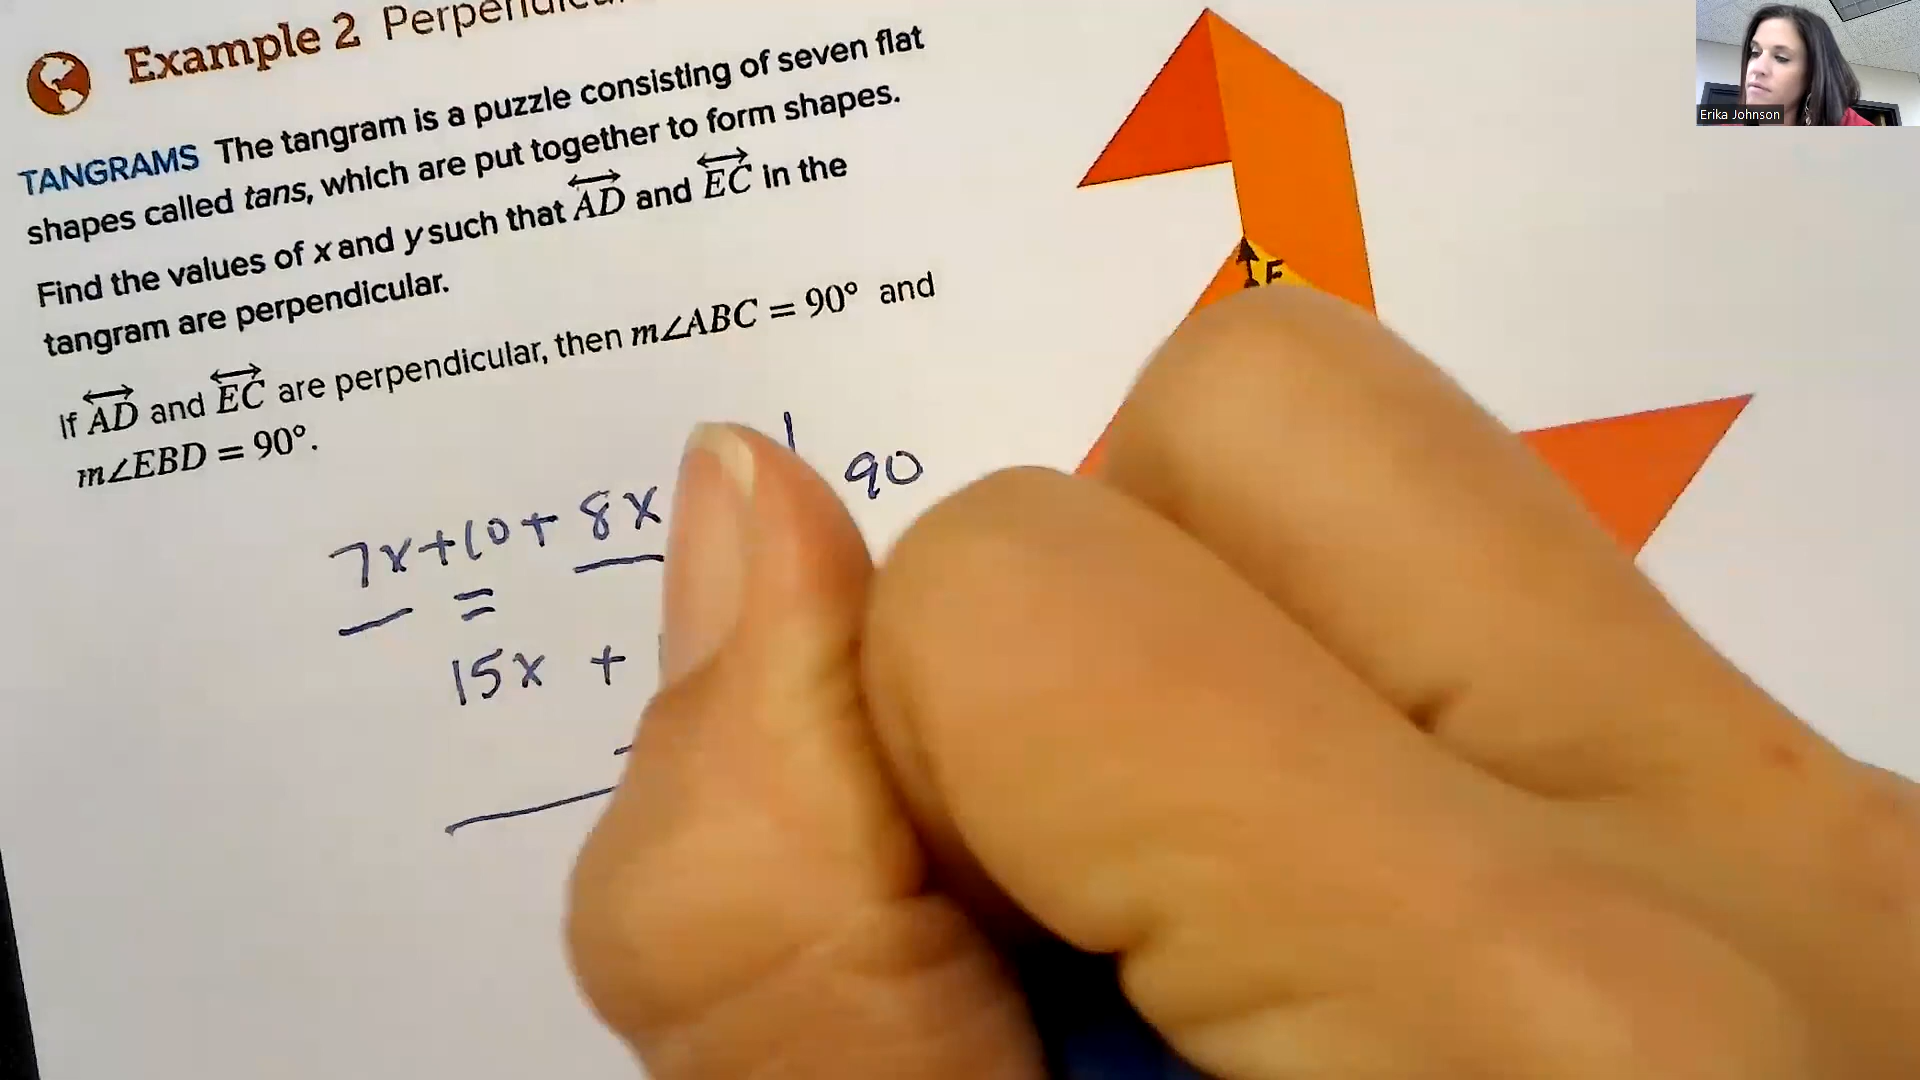 Example 2
TANGRAMS The tangram is a puzzle consisting of seven flat
shapes called tans, which are put together to form shapes.
Find the values of x and y such that AD and EC in the
tangram are perpendicular.
If AD and EC are perpendicular, then m∠ABC = 90° and
m∠EBD = 90°.
7x+10+ 8x
90
15x +
Erika Johnson